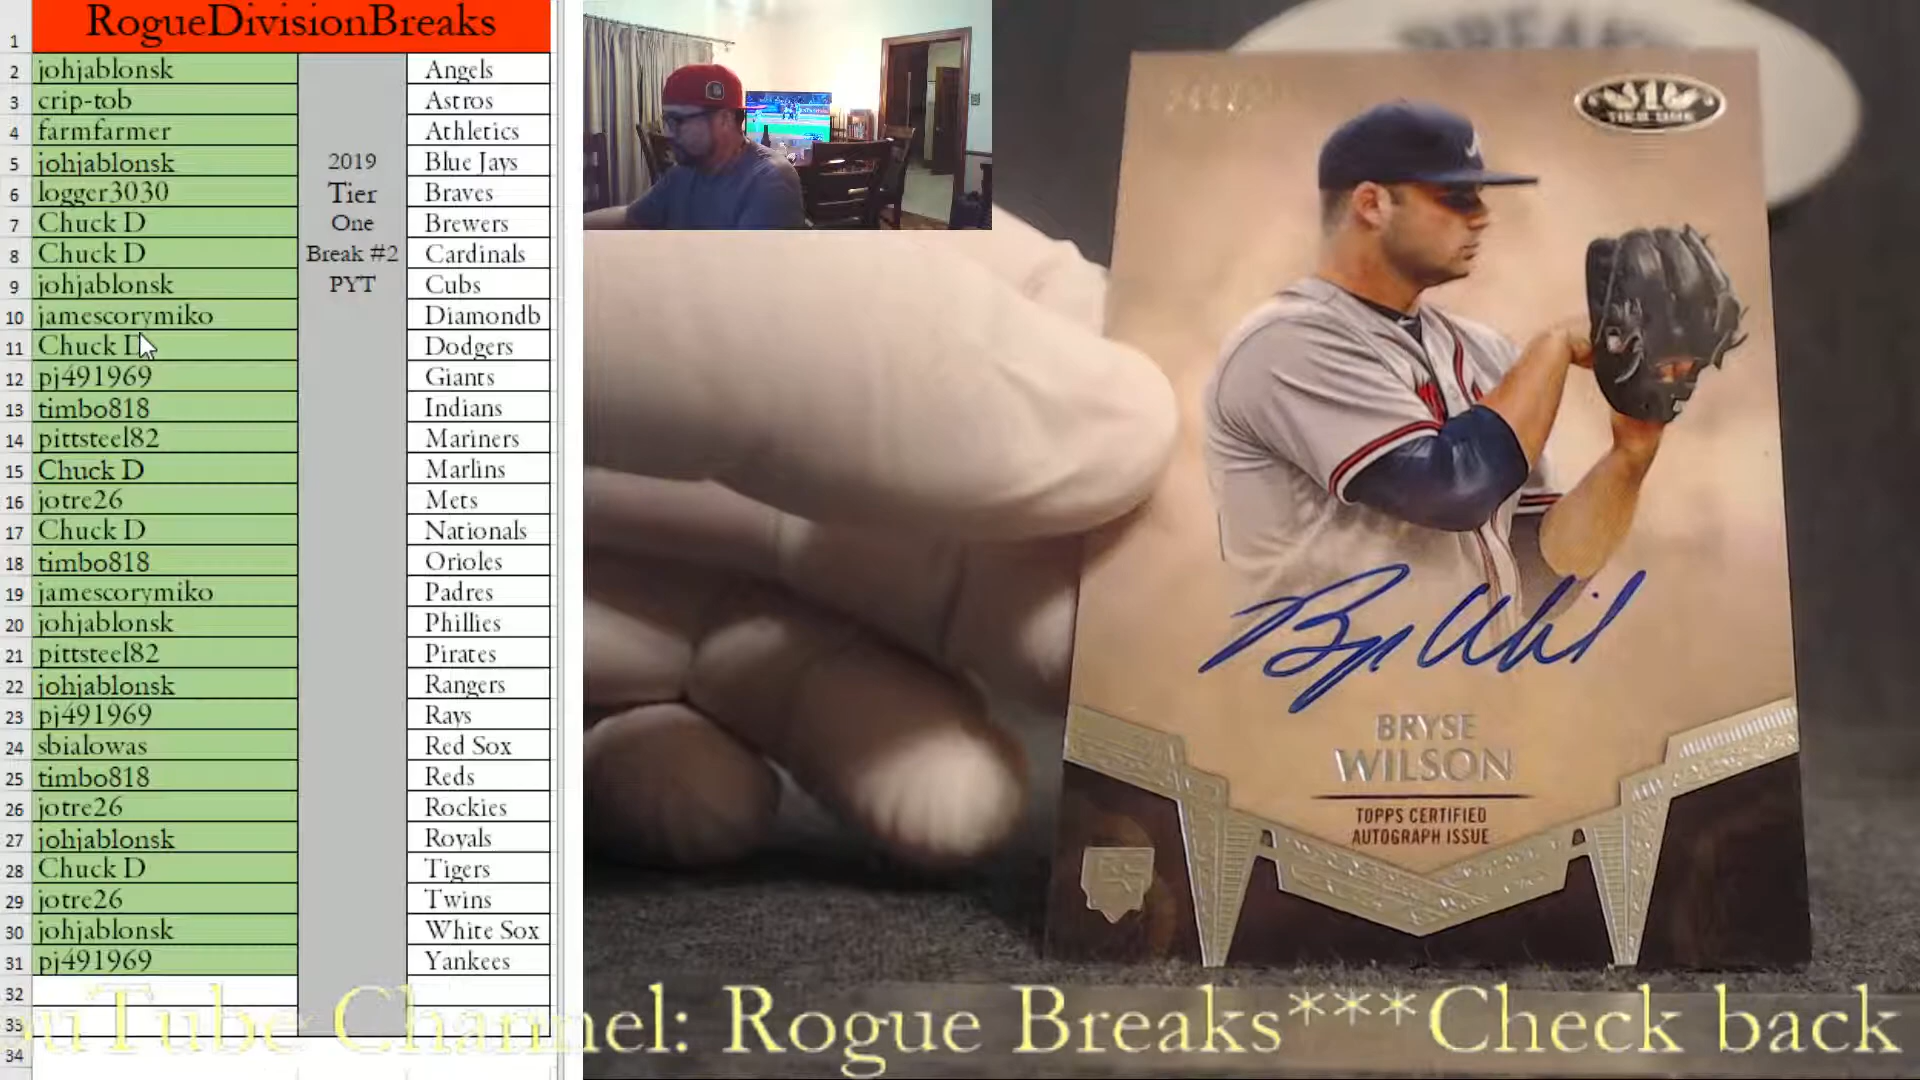 RogueDivisionBreaks
1
2 johjablonsk Angels
3 crip-tob Astros
4 farmfarmer Athletics
5 johjablonsk 2019 Blue Jays
6 logger3030 Tier Braves
7 Chuck D One Brewers
8 Chuck D Break #2 Cardinals
9 johjablonsk PYT Cubs
10 jamescorymiko Diamondb
11 Chuck D Dodgers
12 pj491969 Giants
13 timbo818 Indians
14 pittsteel82 Mariners
15 Chuck D Marlins
16 jotre26 Mets
17 Chuck D Nationals
18 timbo818 Orioles
19 jamescorymiko Padres
20 johjablonsk Phillies
21 pittsteel82 Pirates
22 johjablonsk Rangers
23 pj491969 Rays
24 sbialowas Red Sox
25 timbo818 Reds
26 jotre26 Rockies
27 johjablonsk Royals
28 Chuck D Tigers
29 jotre26 Twins
30 johjablonsk White Sox
31 pj491969 Yankees
32
33
34
TIER ONE
BRYSE
WILSON
TOPPS CERTIFIED
AUTOGRAPH ISSUE
uTube Channel: Rogue Breaks***Check back